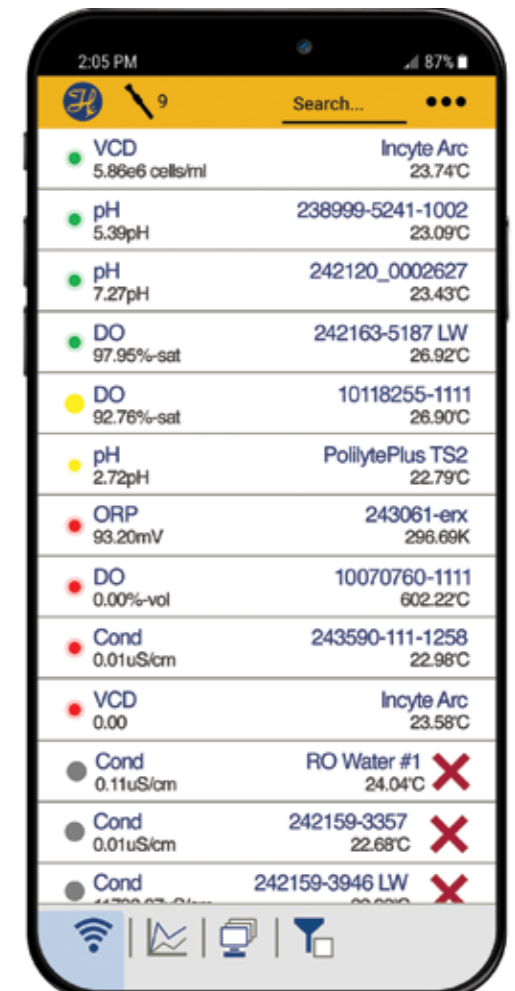 2:05 PM 87%
H 9 Search...
VCD Incyte Arc
5.86e6 cells/ml 23.74°C
pH 238999-5241-1002
5.39pH 23.09°C
pH 242120_0002627
7.27pH 23.43°C
DO 242163-5187 LW
97.95%-sat 26.92°C
DO 10118255-1111
92.76%-sat 26.90°C
pH PolilytePlus TS2
2.72pH 22.79°C
ORP 243061-erx
93.20mV 296.69K
DO 10070760-1111
0.00%-vol 602.22°C
Cond 243590-111-1258
0.01uS/cm 22.98°C
VCD Incyte Arc
0.00 23.58°C
Cond RO Water #1
0.11uS/cm 24.04°C
Cond 242159-3357
0.01uS/cm 22.68°C
Cond 242159-3946 LW